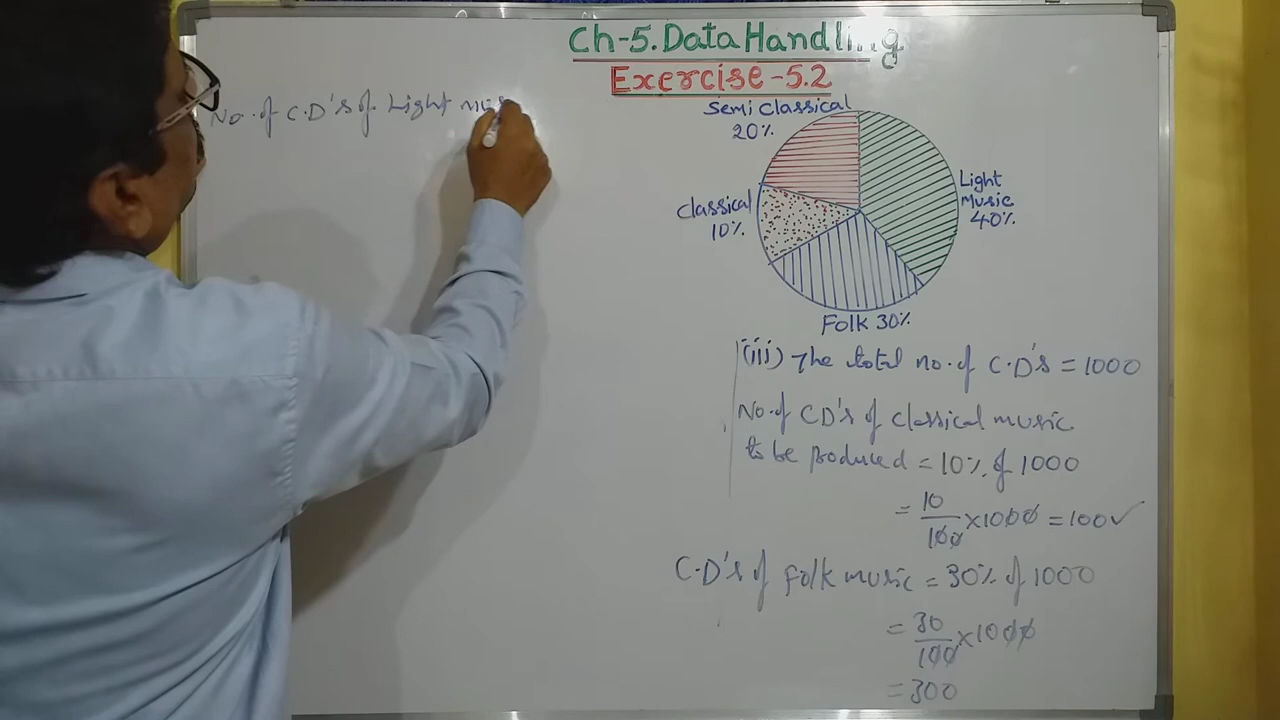 Ch-5. Data Handling
Exercise-5.2
No. of C.D's of Light mus
Semi Classical
20%
Light
Music
40%
Classical
10%
Folk 30%
(iii) The total no. of C.D's = 1000
No. of CD's of classical music
to be produced = 10% of 1000
= 10/100 × 1000 = 100 ✓
C.D's of folk music = 30% of 1000
= 30/100 × 1000
= 300